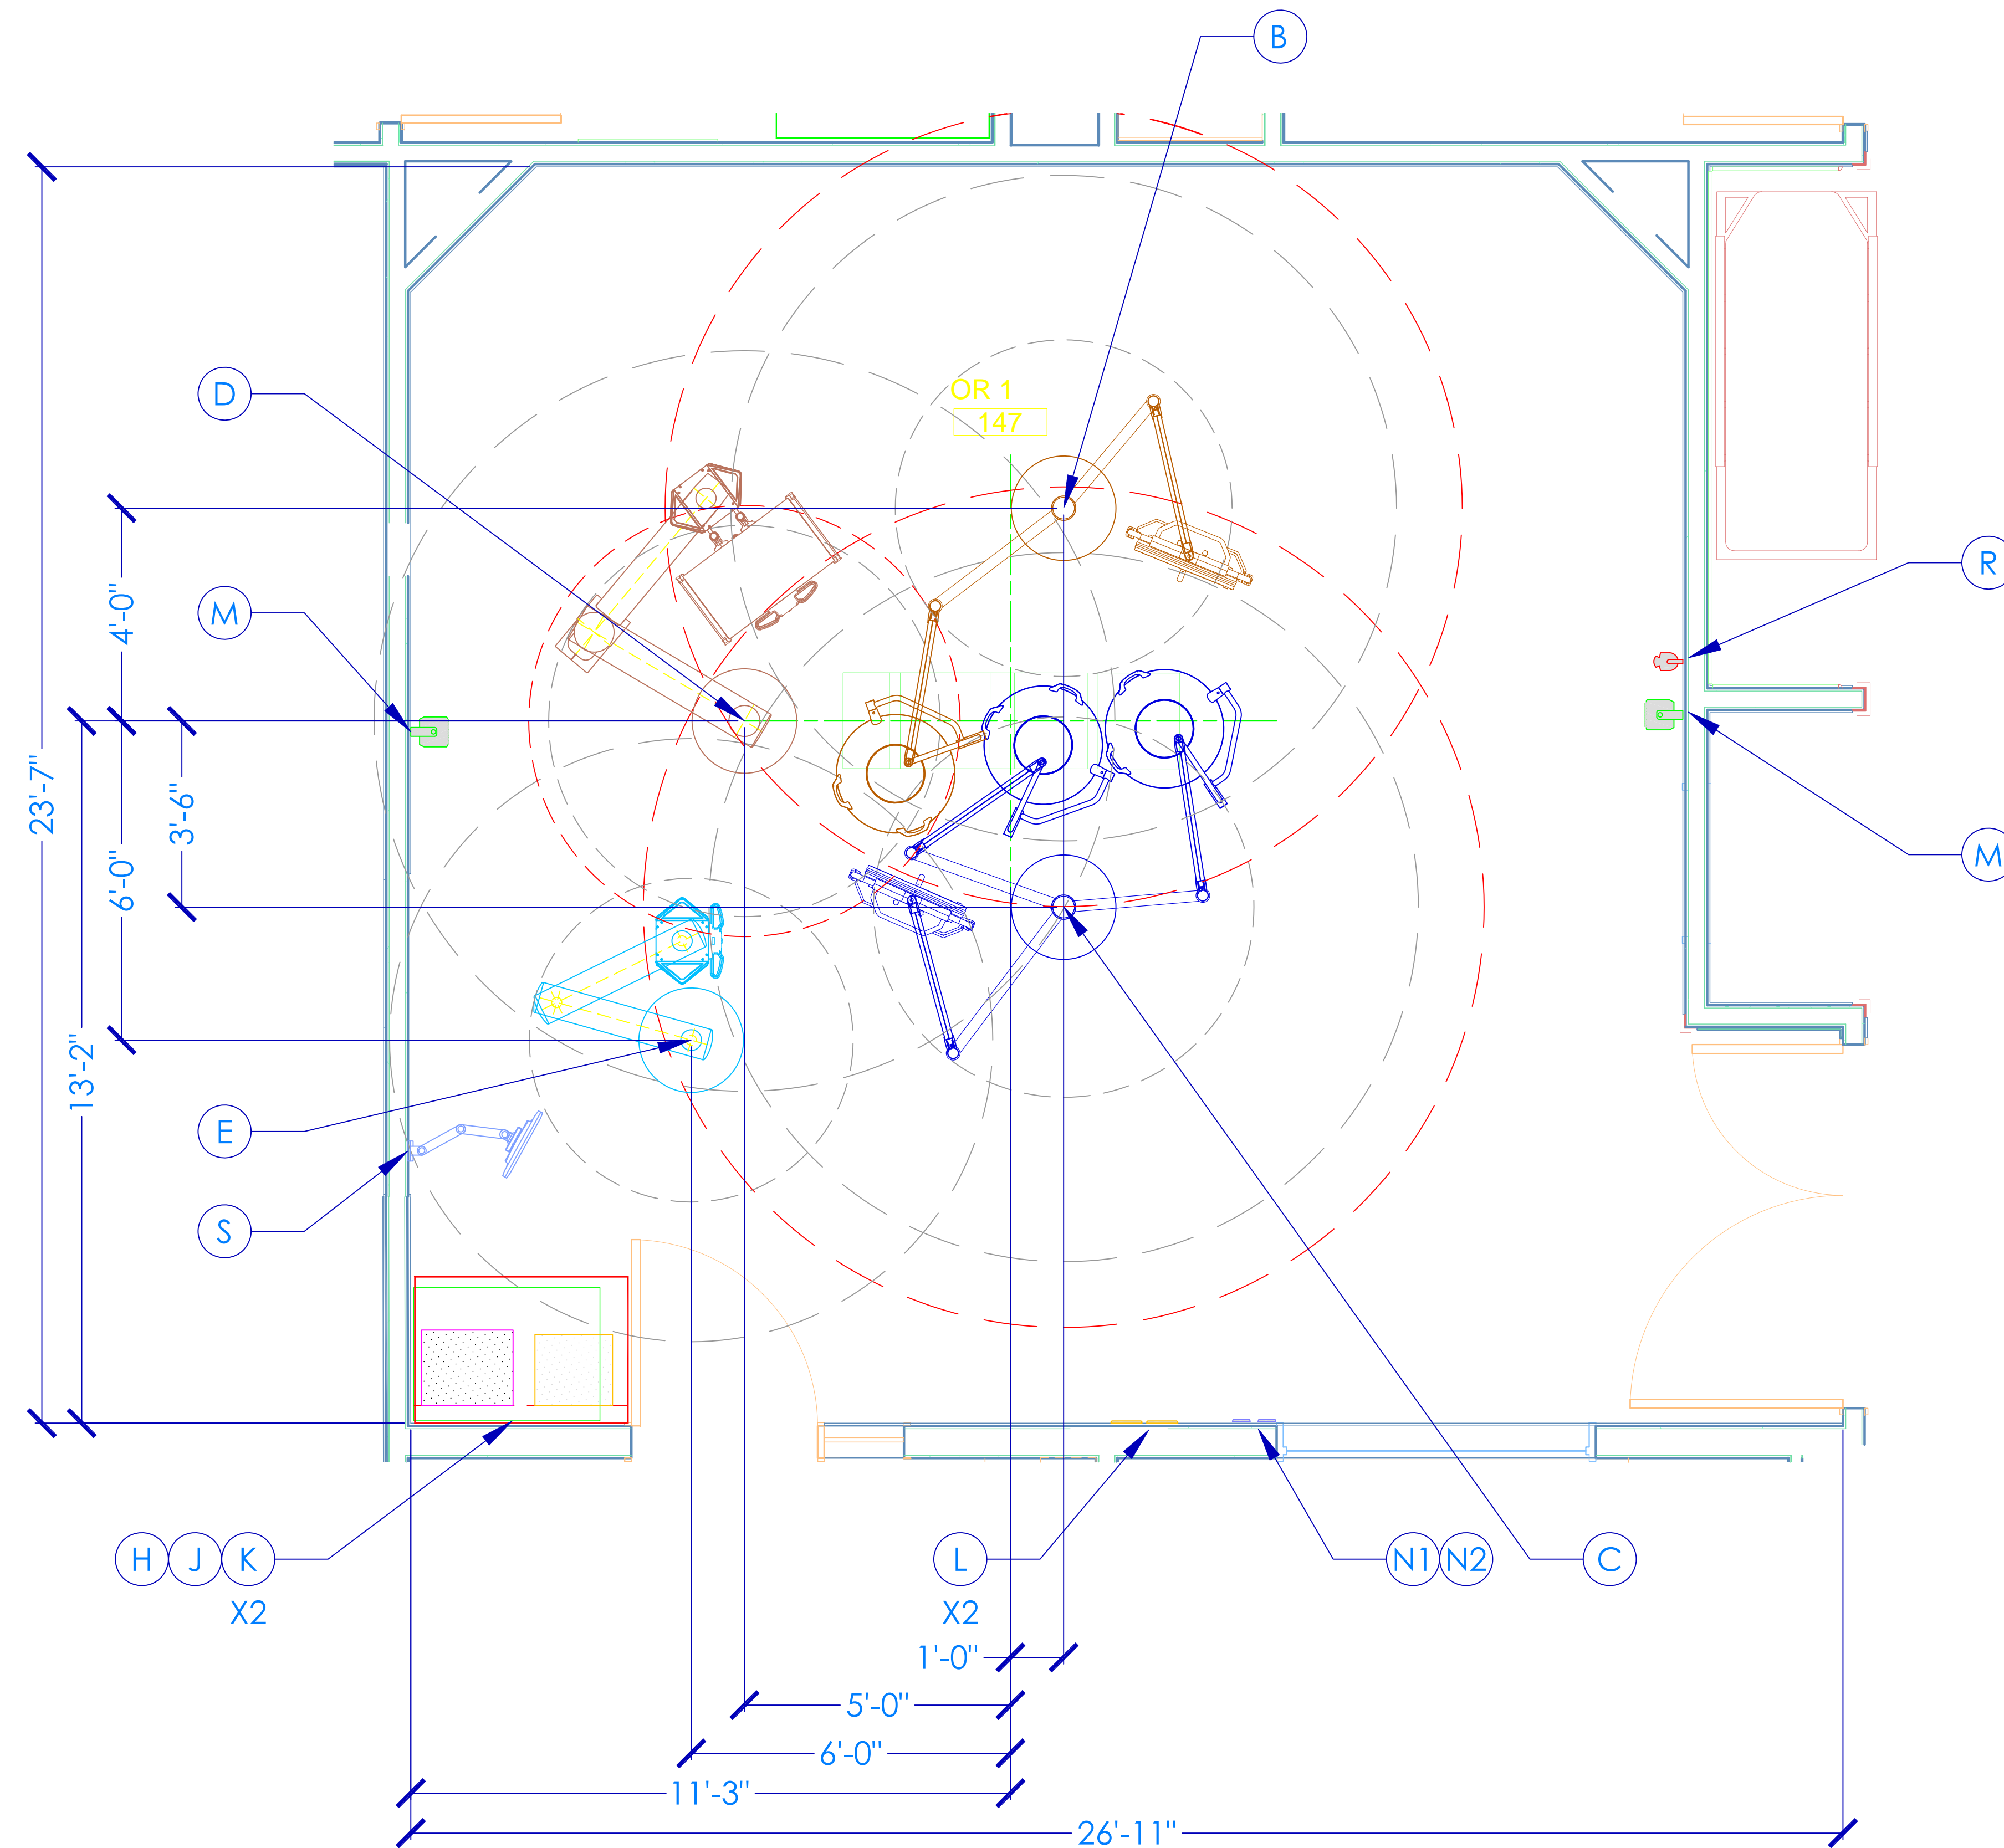 B
OR 1
147
D
M
R
M
4'-0"
23'-7"
3'-6"
6'-0"
13'-2"
E
S
H J K
X2
L
X2
N1 N2
C
1'-0"
5'-0"
6'-0"
11'-3"
26'-11"